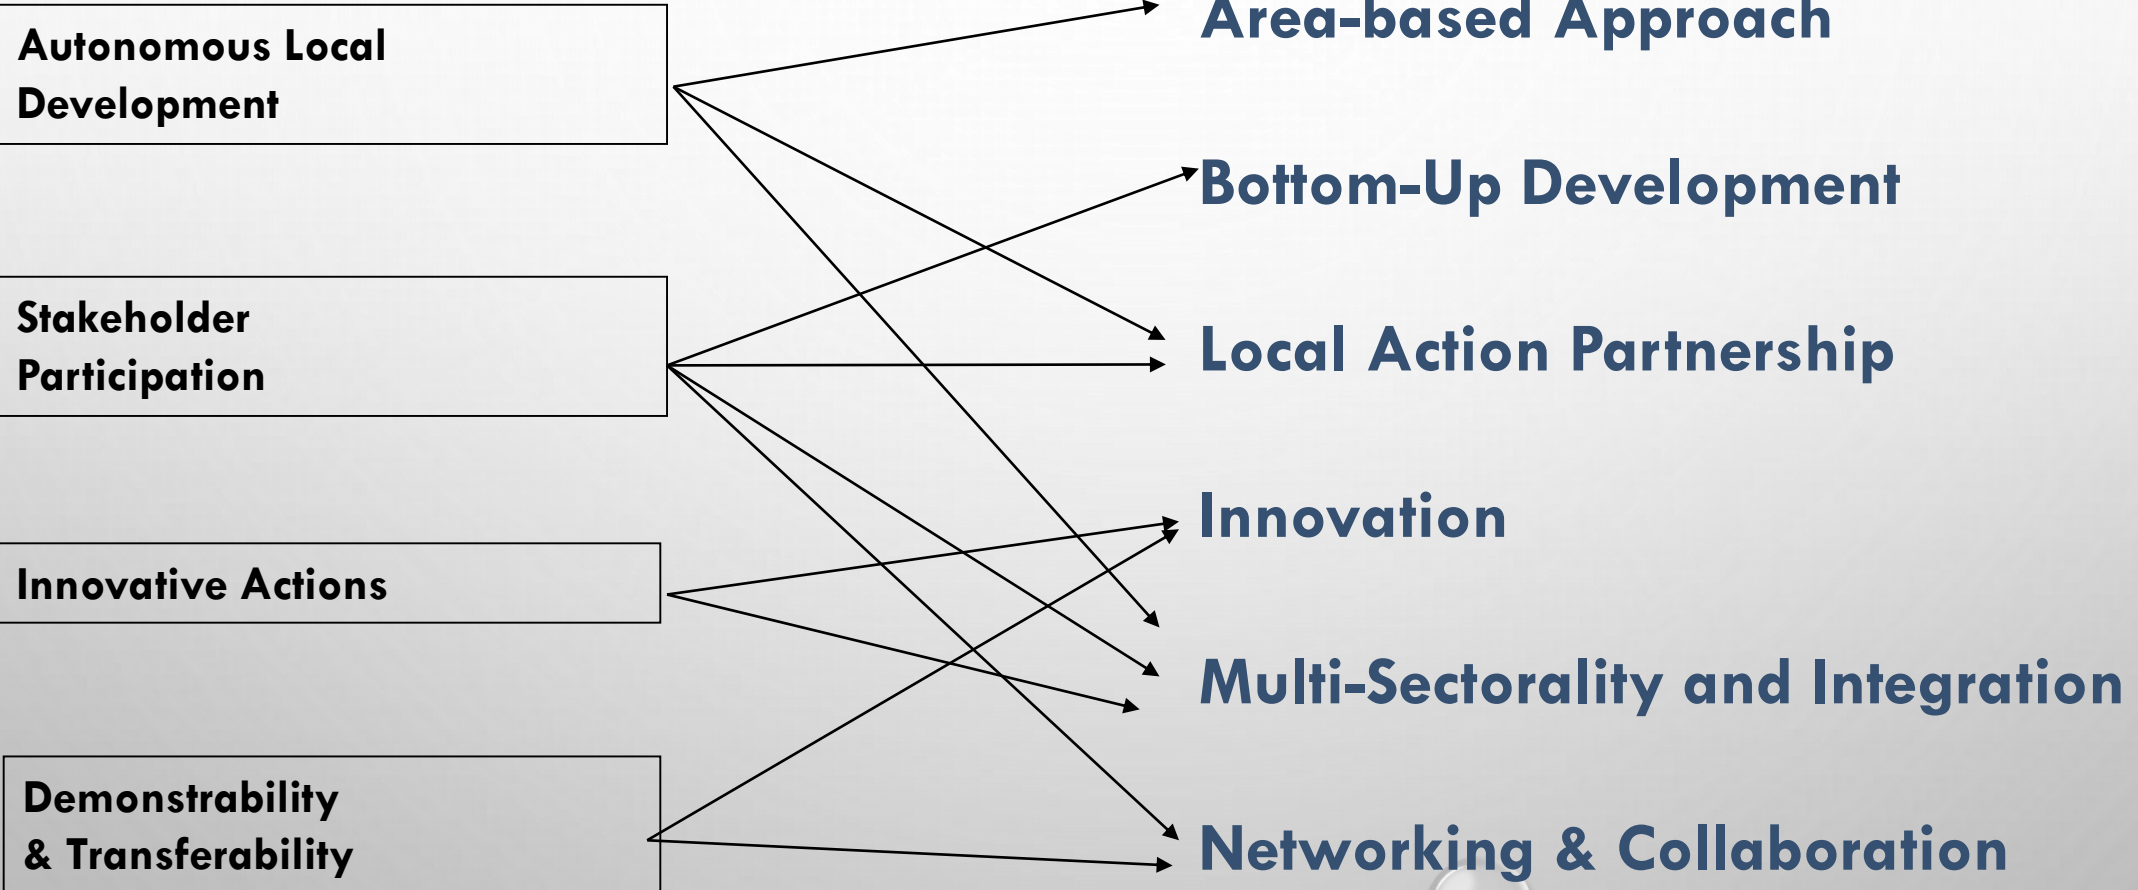 Autonomous Local
Development
Stakeholder
Participation
Innovative Actions
Demonstrability
& Transferability
Area-based Approach
Bottom-Up Development
Local Action Partnership
Innovation
Multi-Sectorality and Integration
Networking & Collaboration